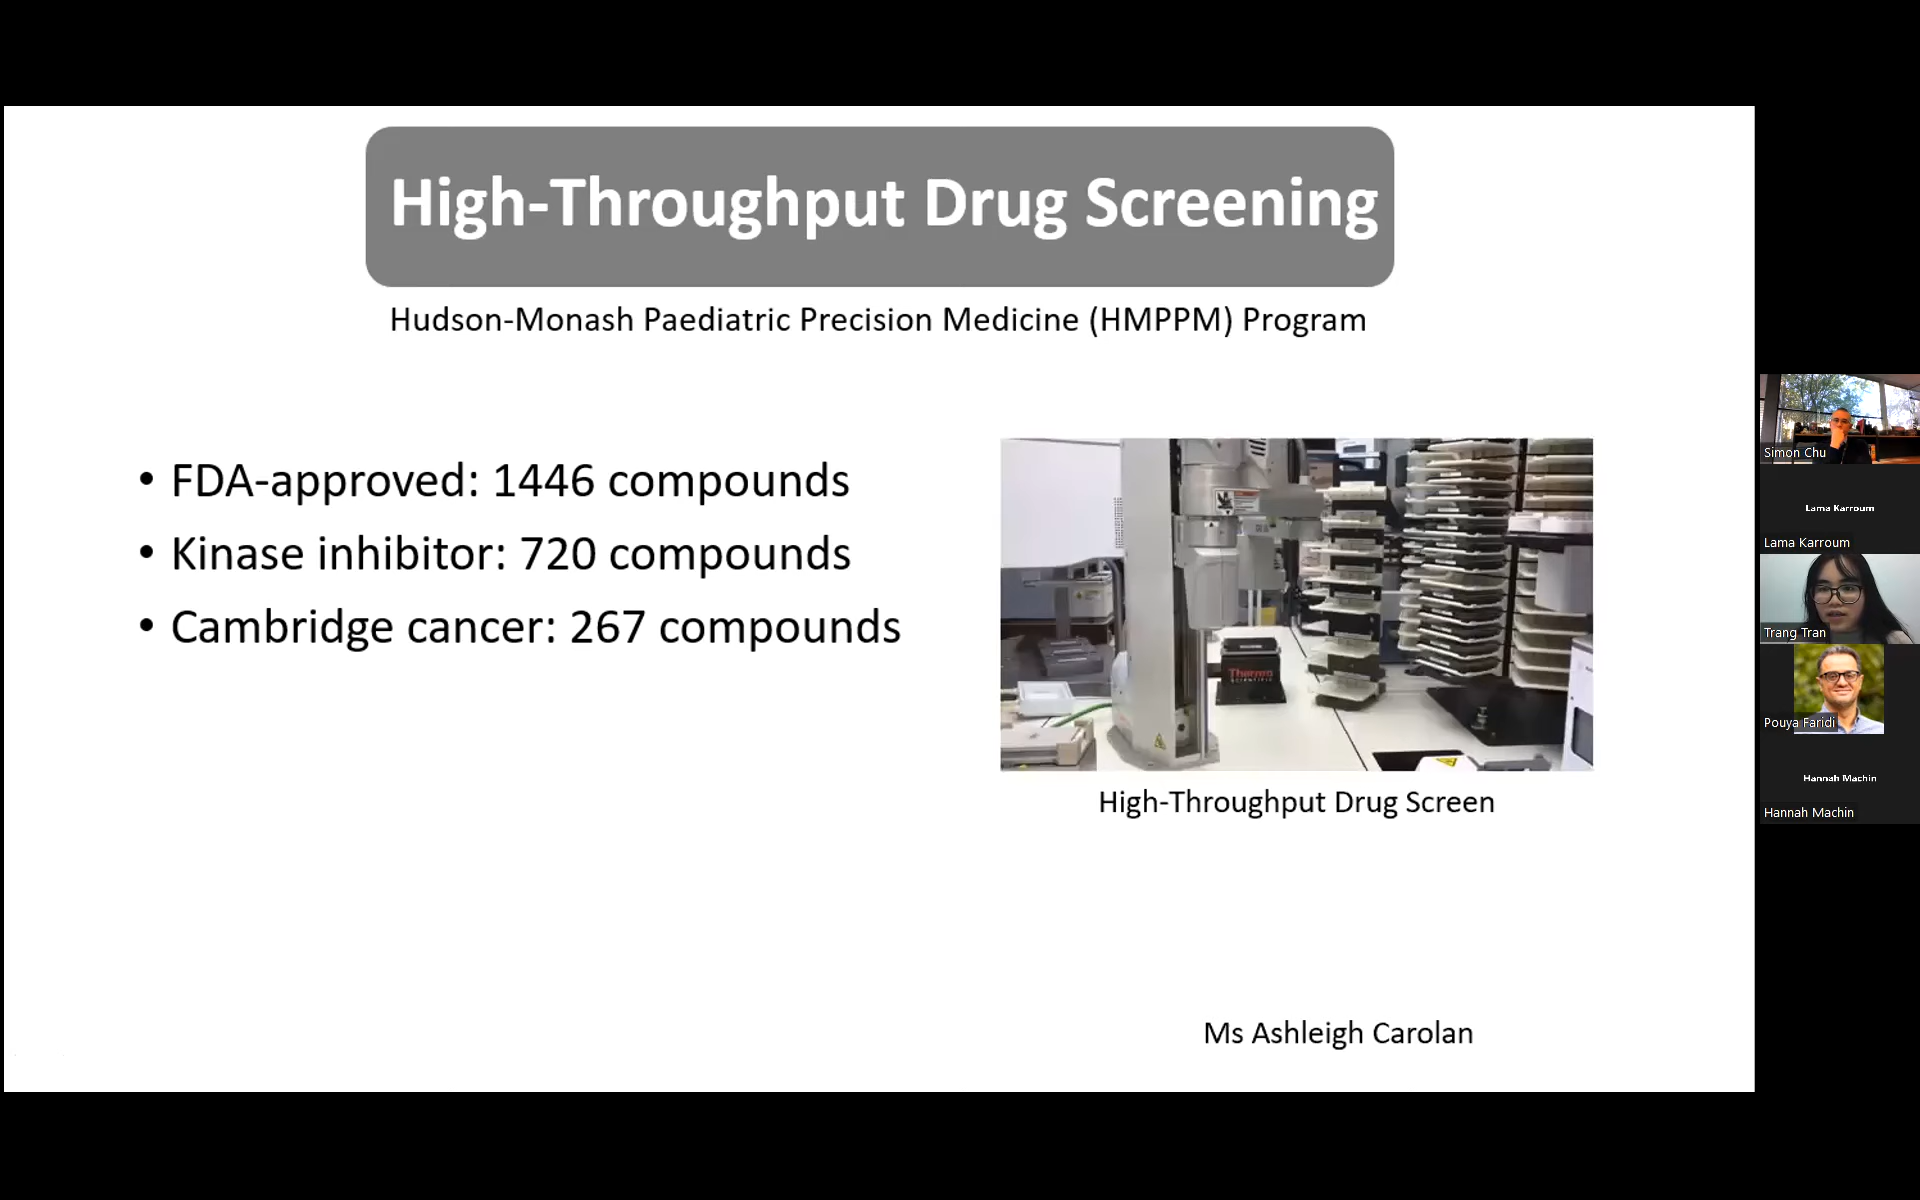 High-Throughput Drug Screening
Hudson-Monash Paediatric Precision Medicine (HMPPM) Program
• FDA-approved: 1446 compounds
• Kinase inhibitor: 720 compounds
• Cambridge cancer: 267 compounds
Thermo
SCIENTIFIC
High-Throughput Drug Screen
Ms Ashleigh Carolan
Simon Chu
Lama Karroum
Lama Karroum
Trang Tran
Pouya Faridi
Hannah Machin
Hannah Machin